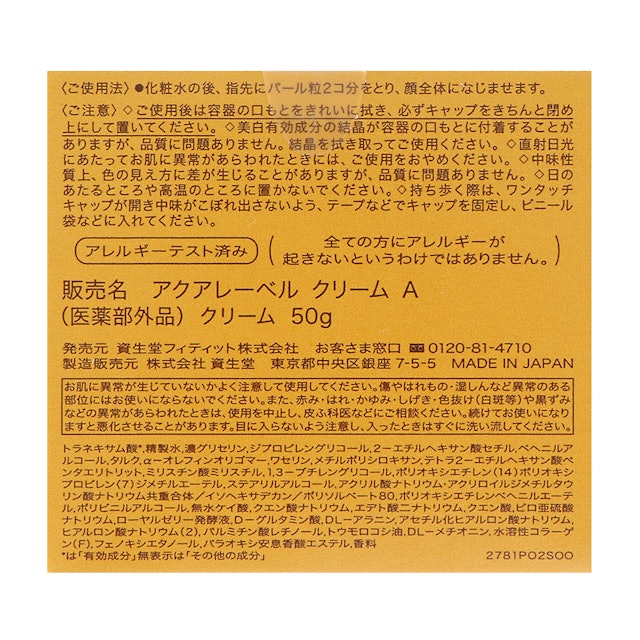 〈ご使用法〉●化粧水の後、指先にパール粒2コ分をとり、顔全体になじませます。
〈ご注意〉◇ご使用後は容器の口もとをきれいに拭き、必ずキャップをきちんと閉め
上にして置いてください。◇美白有効成分の結晶が容器の口もとに付着することが
ありますが、品質に問題ありません。結晶を拭き取ってご使用ください。◇直射日光
にあたってお肌に異常があらわれたときには、ご使用をおやめください。◇中味性
質上、色の見え方に差が生じることがありますが、品質に問題ありません。◇日の
あたるところや高温のところに置かないでください。◇持ち歩く際は、ワンタッチ
キャップが開き中味がこぼれ出さないよう、テープなどでキャップを固定し、ビニール
袋などに入れてください。
アレルギーテスト済み (全ての方にアレルギーが
起きないというわけではありません。)
販売名 アクアレーベル クリーム A
(医薬部外品) クリーム 50g
発売元 資生堂フィティット株式会社 お客さま窓口 0120-81-4710
製造販売元 株式会社 資生堂 東京都中央区銀座7-5-5 MADE IN JAPAN
お肌に異常が生じていないかよく注意して使用してください。傷やはれもの・湿しんなど異常のある
部位にはお使いにならないでください。また、赤み・はれ・かゆみ・しげき・色抜け(白斑等)や黒ずみ
などの異常があらわれたときは、使用を中止し、皮ふ科医などにご相談ください。続けてお使いになり
ますと悪化させることがあります。目に入らないよう注意し、入ったときはすぐに洗い流してください。
トラネキサム酸*,精製水,濃グリセリン,ジプロピレングリコール,2-エチルヘキサン酸セチル,ベヘニルア
ルコール,タルク,α-オレフィンオリゴマー,ワセリン,メチルポリシロキサン,テトラ2-エチルヘキサン酸ペ
ンタエリトリット,ミリスチン酸ミリスチル,1,3-ブチレングリコール,ポリオキシエチレン(14)ポリオキシ
プロピレン(7)ジメチルエーテル,ステアリルアルコール,アクリル酸ナトリウム・アクリロイルジメチルタウ
リン酸ナトリウム共重合体/イソヘキサデカン/ポリソルベート80,ポリオキシエチレンベヘニルエーテ
ル,ポリビニルアルコール,無水ケイ酸,クエン酸ナトリウム,エデト酸二ナトリウム,クエン酸,ピロ亜硫酸
ナトリウム,ローヤルゼリー発酵液,D-グルタミン酸,DL-アラニン,アセチル化ヒアルロン酸ナトリウム,
ヒアルロン酸ナトリウム(2),パルミチン酸レチノール,トウモロコシ油,DL-メチオニン,水溶性コラーゲ
ン(F),フェノキシエタノール,パラオキシ安息香酸エステル,香料
*は「有効成分」無表示は「その他の成分」 2781P02S00